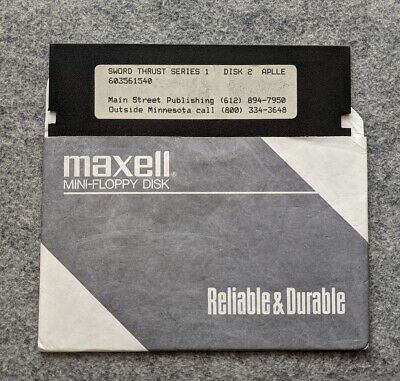 SWORD THRUST SERIES 1 DISK 2 APLLE
603561540
Main Street Publishing (612) 894-7950
Outside Minnesota call (800) 334-3648
maxell®
MINI-FLOPPY DISK
Reliable & Durable